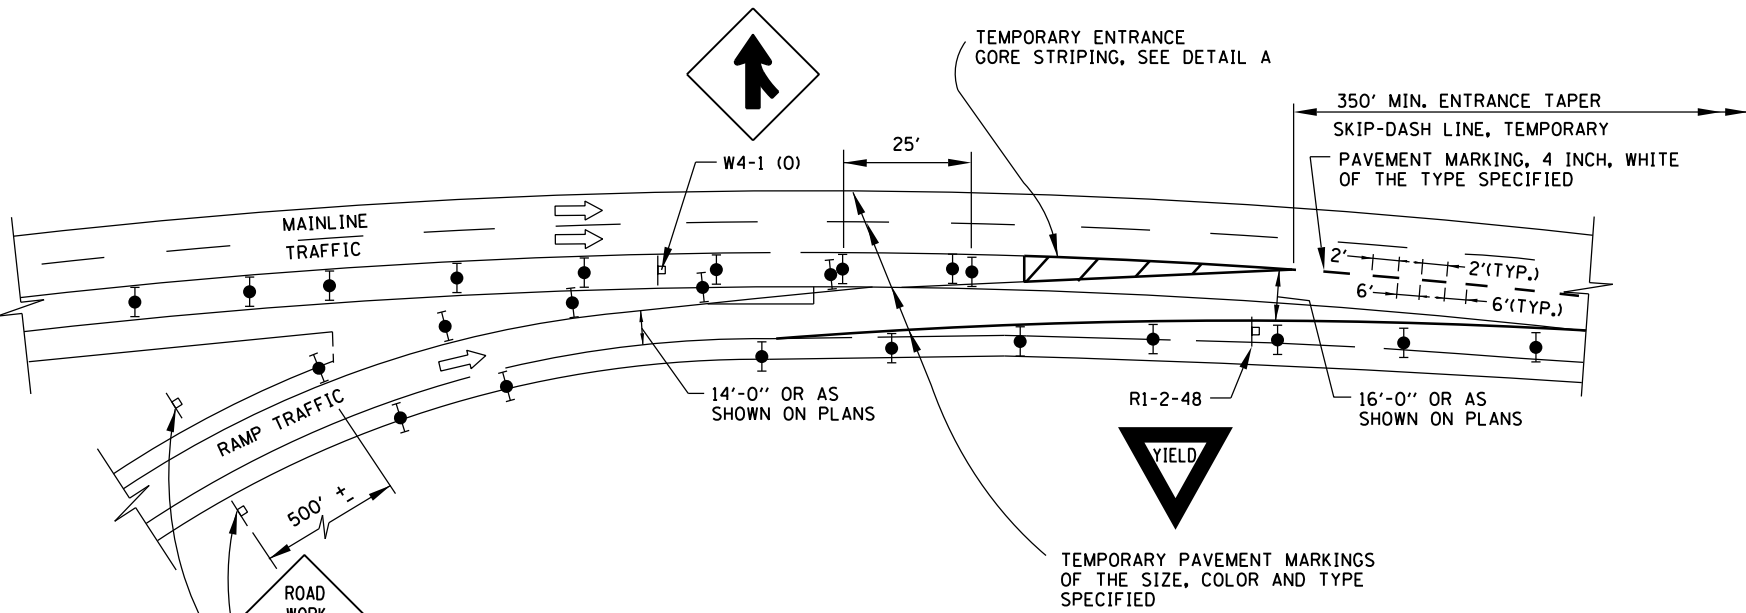 TEMPORARY ENTRANCE
GORE STRIPING, SEE DETAIL A
350' MIN. ENTRANCE TAPER
SKIP-DASH LINE, TEMPORARY
PAVEMENT MARKING, 4 INCH, WHITE
OF THE TYPE SPECIFIED
25'
W4-1 (O)
MAINLINE
TRAFFIC
2'
2'(TYP.)
6'
6'(TYP.)
14'-0" OR AS
SHOWN ON PLANS
R1-2-48
16'-0" OR AS
SHOWN ON PLANS
RAMP TRAFFIC
YIELD
500' +-
TEMPORARY PAVEMENT MARKINGS
OF THE SIZE, COLOR AND TYPE
SPECIFIED
ROAD
WORK